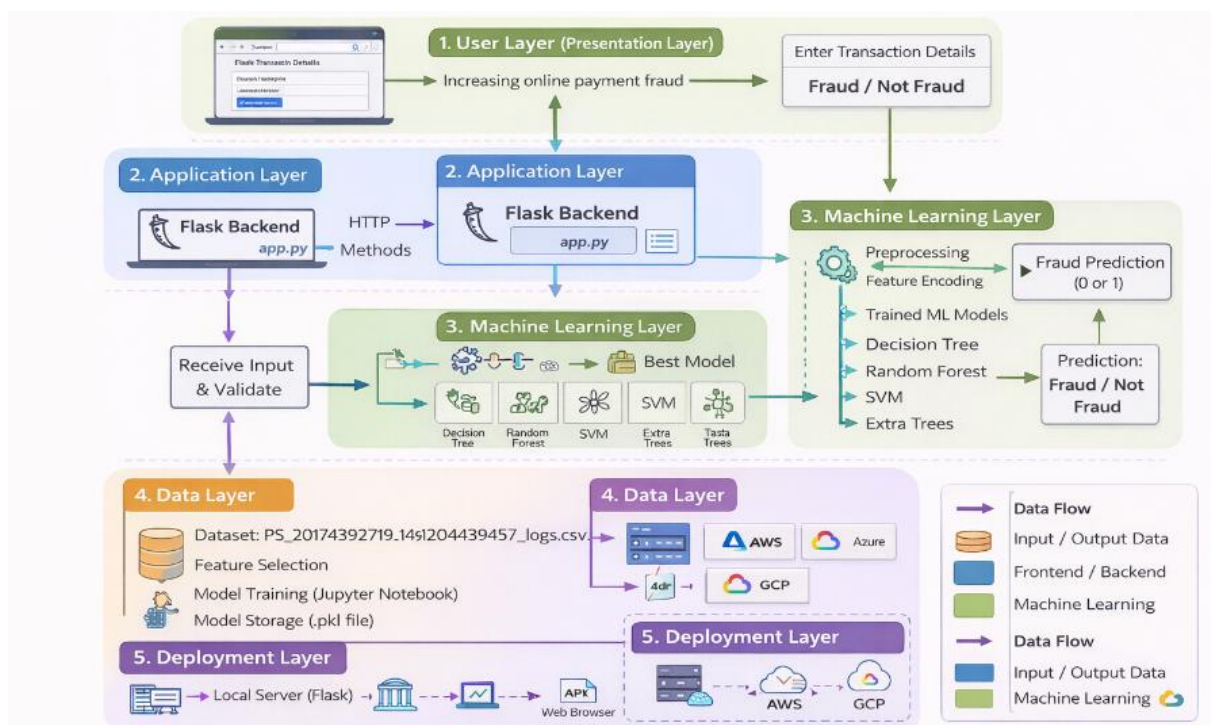 1. User Layer (Presentation Layer)
Increasing online payment fraud
Enter Transaction Details
Fraud / Not Fraud
2. Application Layer
Flask Backend
app.py
HTTP
Methods
2. Application Layer
Flask Backend
app.py
3. Machine Learning Layer
Preprocessing
Feature Encoding
Trained ML Models
Decision Tree
Random Forest
SVM
Extra Trees
Fraud Prediction
(0 or 1)
Prediction:
Fraud / Not
Fraud
Receive Input
& Validate
3. Machine Learning Layer
Best Model
SVM
Decision
Tree
Random
Forest
SVM
Extra
Trees
Tasta
Trees
4. Data Layer
Dataset:
Feature Selection
Model Training (Jupyter Notebook)
Model Storage (.pkl file)
4. Data Layer
AWS
Azure
4dr
GCP
5. Deployment Layer
Local Server (Flask)
APK
Web Browser
5. Deployment Layer
AWS
GCP
Data Flow
Input / Output Data
Frontend / Backend
Machine Learning
Data Flow
Input / Output Data
Machine Learning